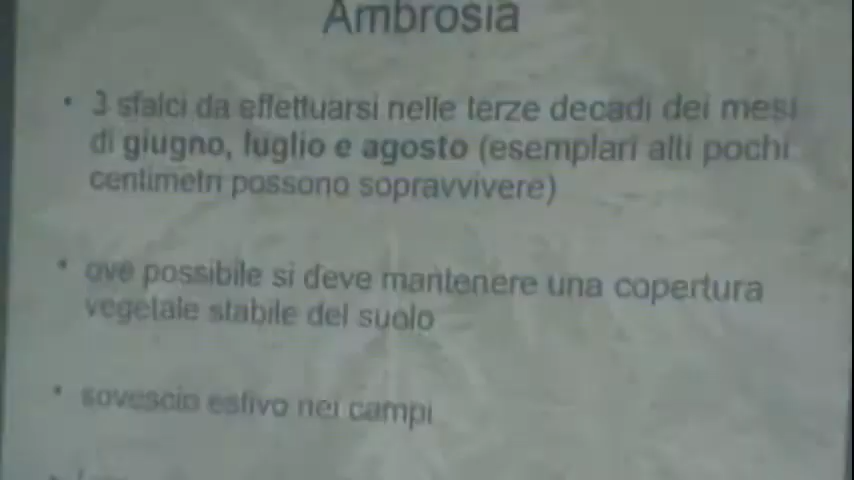 Ambrosia
• 3 sfalci da effettuarsi nelle terze decadi dei mesi
di giugno, luglio e agosto (esemplari alti pochi
centimetri possono sopravvivere)
• ove possibile si deve mantenere una copertura
vegetale stabile del suolo
• sovescio estivo nei campi